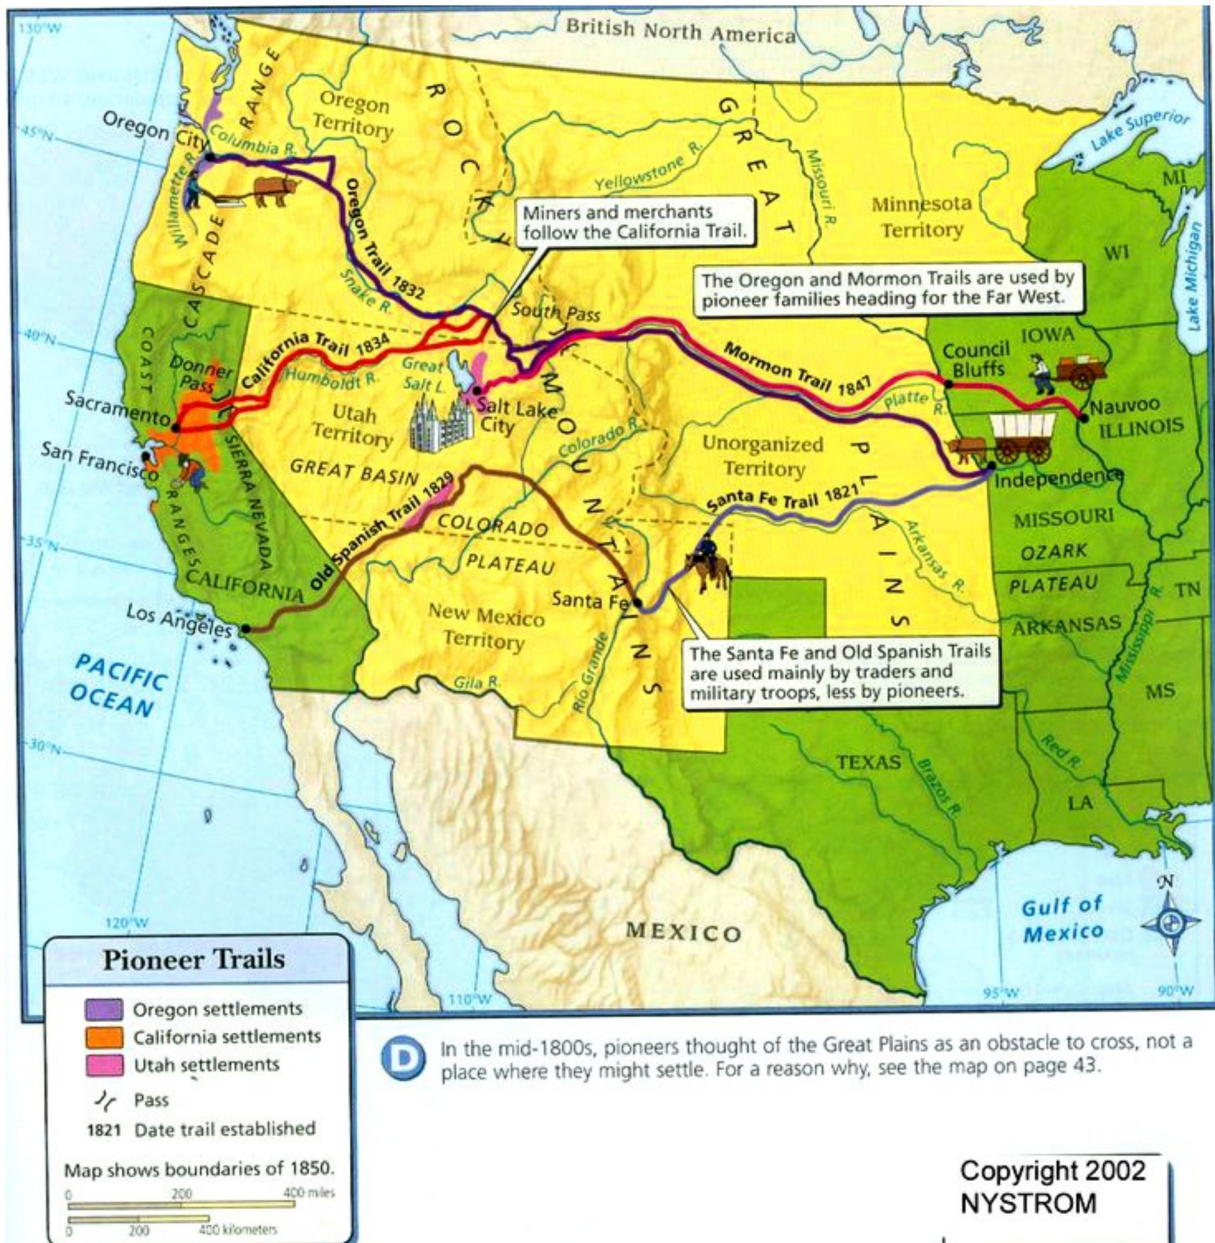 130°W
British North America
RANGE
Oregon
Territory
ROCKY
GREAT
Lake Superior
45°N
Oregon City
Columbia R.
Willamette R.
Yellowstone R.
Missouri R.
MI
Miners and merchants
follow the California Trail.
Minnesota
Territory
Lake Michigan
WI
CASCADE
Oregon Trail 1832
Snake R.
The Oregon and Mormon Trails are used by
pioneer families heading for the Far West.
South Pass
40°N
COAST
Donner
Pass
California Trail 1834
Humboldt R.
Great
Salt L.
Mormon Trail 1847
IOWA
Council
Bluffs
Platte R.
Nauvoo
ILLINOIS
Sacramento
Utah
Territory
Salt Lake
City
MOUNTAINS
Colorado R.
Unorganized
Territory
PLAINS
San Francisco
RANGES
SIERRA NEVADA
GREAT BASIN
Independence
Old Spanish Trail 1829
Santa Fe Trail 1821
MISSOURI
35°N
COLORADO
PLATEAU
Arkansas R.
OZARK
PLATEAU
TN
CALIFORNIA
Santa Fe
New Mexico
Territory
ARKANSAS
Mississippi R.
Los Angeles
The Santa Fe and Old Spanish Trails
are used mainly by traders and
military troops, less by pioneers.
PACIFIC
OCEAN
Gila R.
Rio Grande
MS
30°N
TEXAS
Brazos R.
Red R.
LA
N
MEXICO
Gulf of
Mexico
120°W
110°W
95°W
90°W
Pioneer Trails
Oregon settlements
California settlements
Utah settlements
Pass
1821 Date trail established
Map shows boundaries of 1850.
0 200 400 miles
0 200 400 kilometers
D
In the mid-1800s, pioneers thought of the Great Plains as an obstacle to cross, not a
place where they might settle. For a reason why, see the map on page 43.
Copyright 2002
NYSTROM